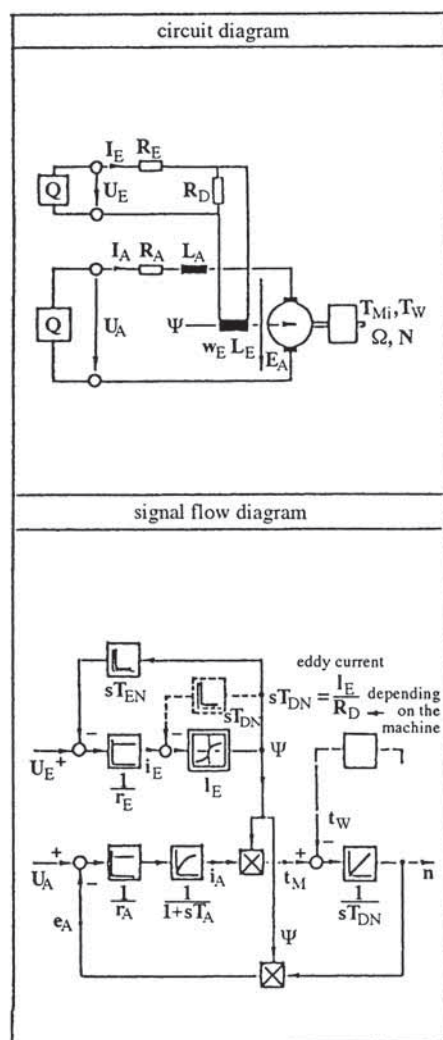 circuit diagram
I_E R_E
Q U_E R_D
I_A R_A L_A
Q U_A Ψ w_E L_E E_A T_Mi, T_W
Ω, N
signal flow diagram
sT_EN
eddy current
sT_DN sT_DN = l_E / R_D depending on the machine
U_E + - 1/r_E i_E - l_E Ψ
t_W
U_A + - 1/r_A 1/(1+sT_A) i_A t_M + - 1/sT_DN n
e_A Ψ